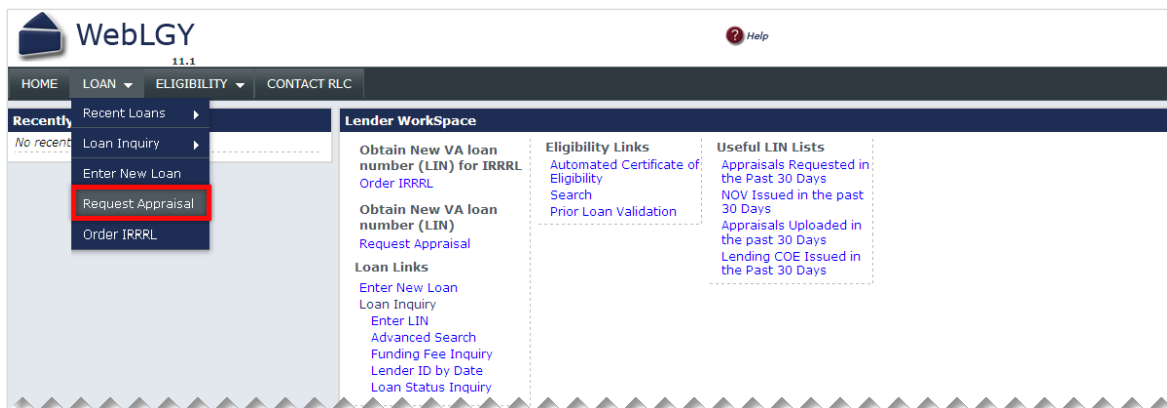 WebLGY
11.1
? Help
HOME LOAN ELIGIBILITY CONTACT RLC
Recently
No recent
Recent Loans
Loan Inquiry
Enter New Loan
Request Appraisal
Order IRRRL
Lender WorkSpace
Obtain New VA loan
number (LIN) for IRRRL
Order IRRRL
Obtain New VA loan
number (LIN)
Request Appraisal
Loan Links
Enter New Loan
Loan Inquiry
Enter LIN
Advanced Search
Funding Fee Inquiry
Lender ID by Date
Loan Status Inquiry
Eligibility Links
Automated Certificate of
Eligibility
Search
Prior Loan Validation
Useful LIN Lists
Appraisals Requested in
the Past 30 Days
NOV Issued in the past
30 Days
Appraisals Uploaded in
the past 30 Days
Lending COE Issued in
the Past 30 Days